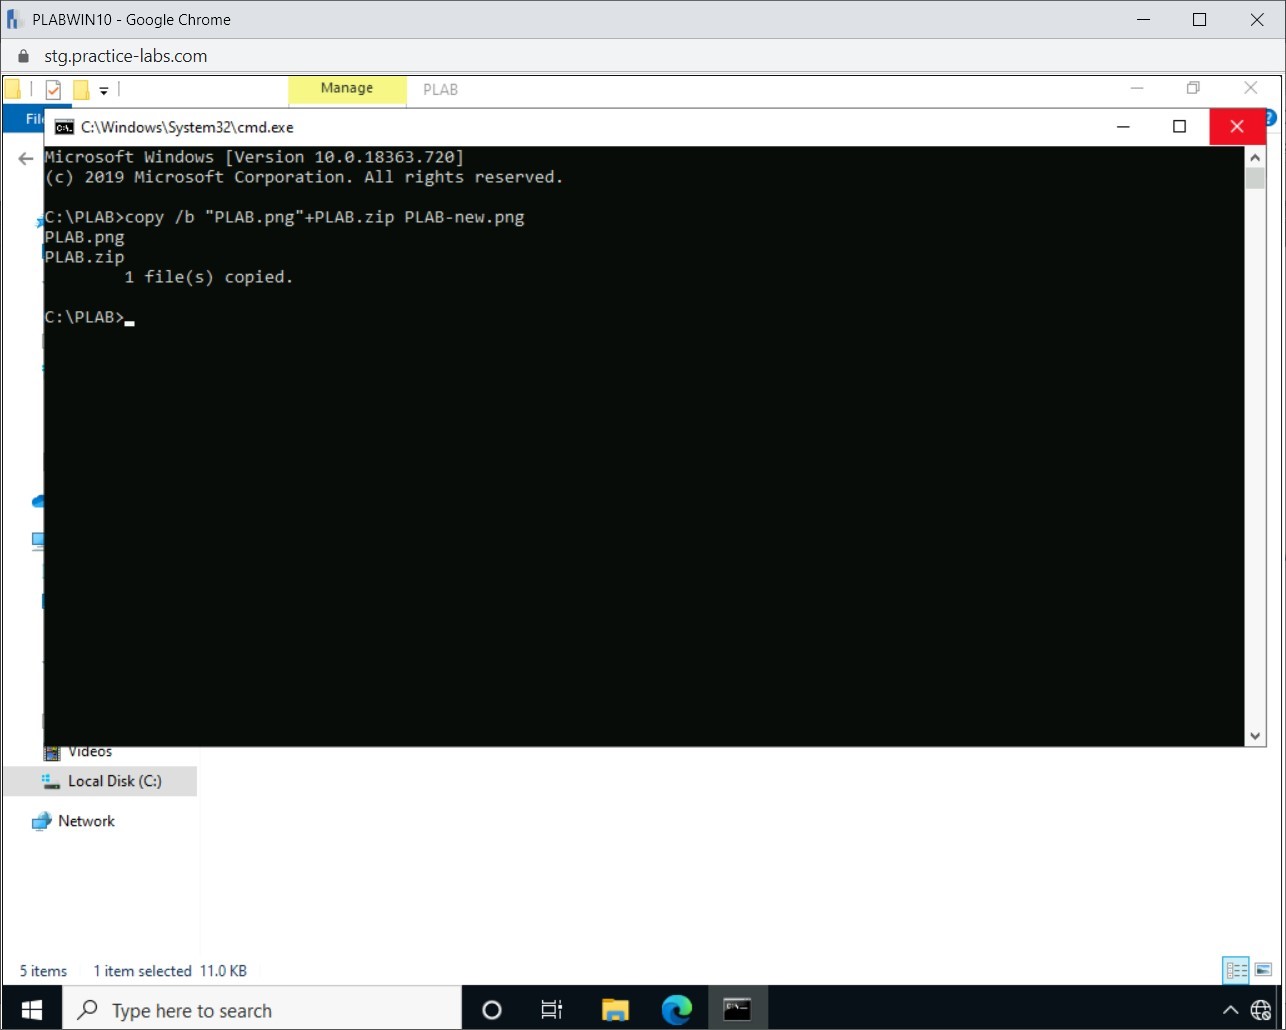 PLABWIN10 - Google Chrome
stg.practice-labs.com
Manage
PLAB
C:\Windows\System32\cmd.exe
Microsoft Windows [Version 10.0.18363.720]
(c) 2019 Microsoft Corporation. All rights reserved.
C:\PLAB>copy /b "PLAB.png"+PLAB.zip PLAB-new.png
PLAB.png
PLAB.zip
1 file(s) copied.
C:\PLAB>
Videos
Local Disk (C:)
Network
5 items 1 item selected 11.0 KB
Type here to search